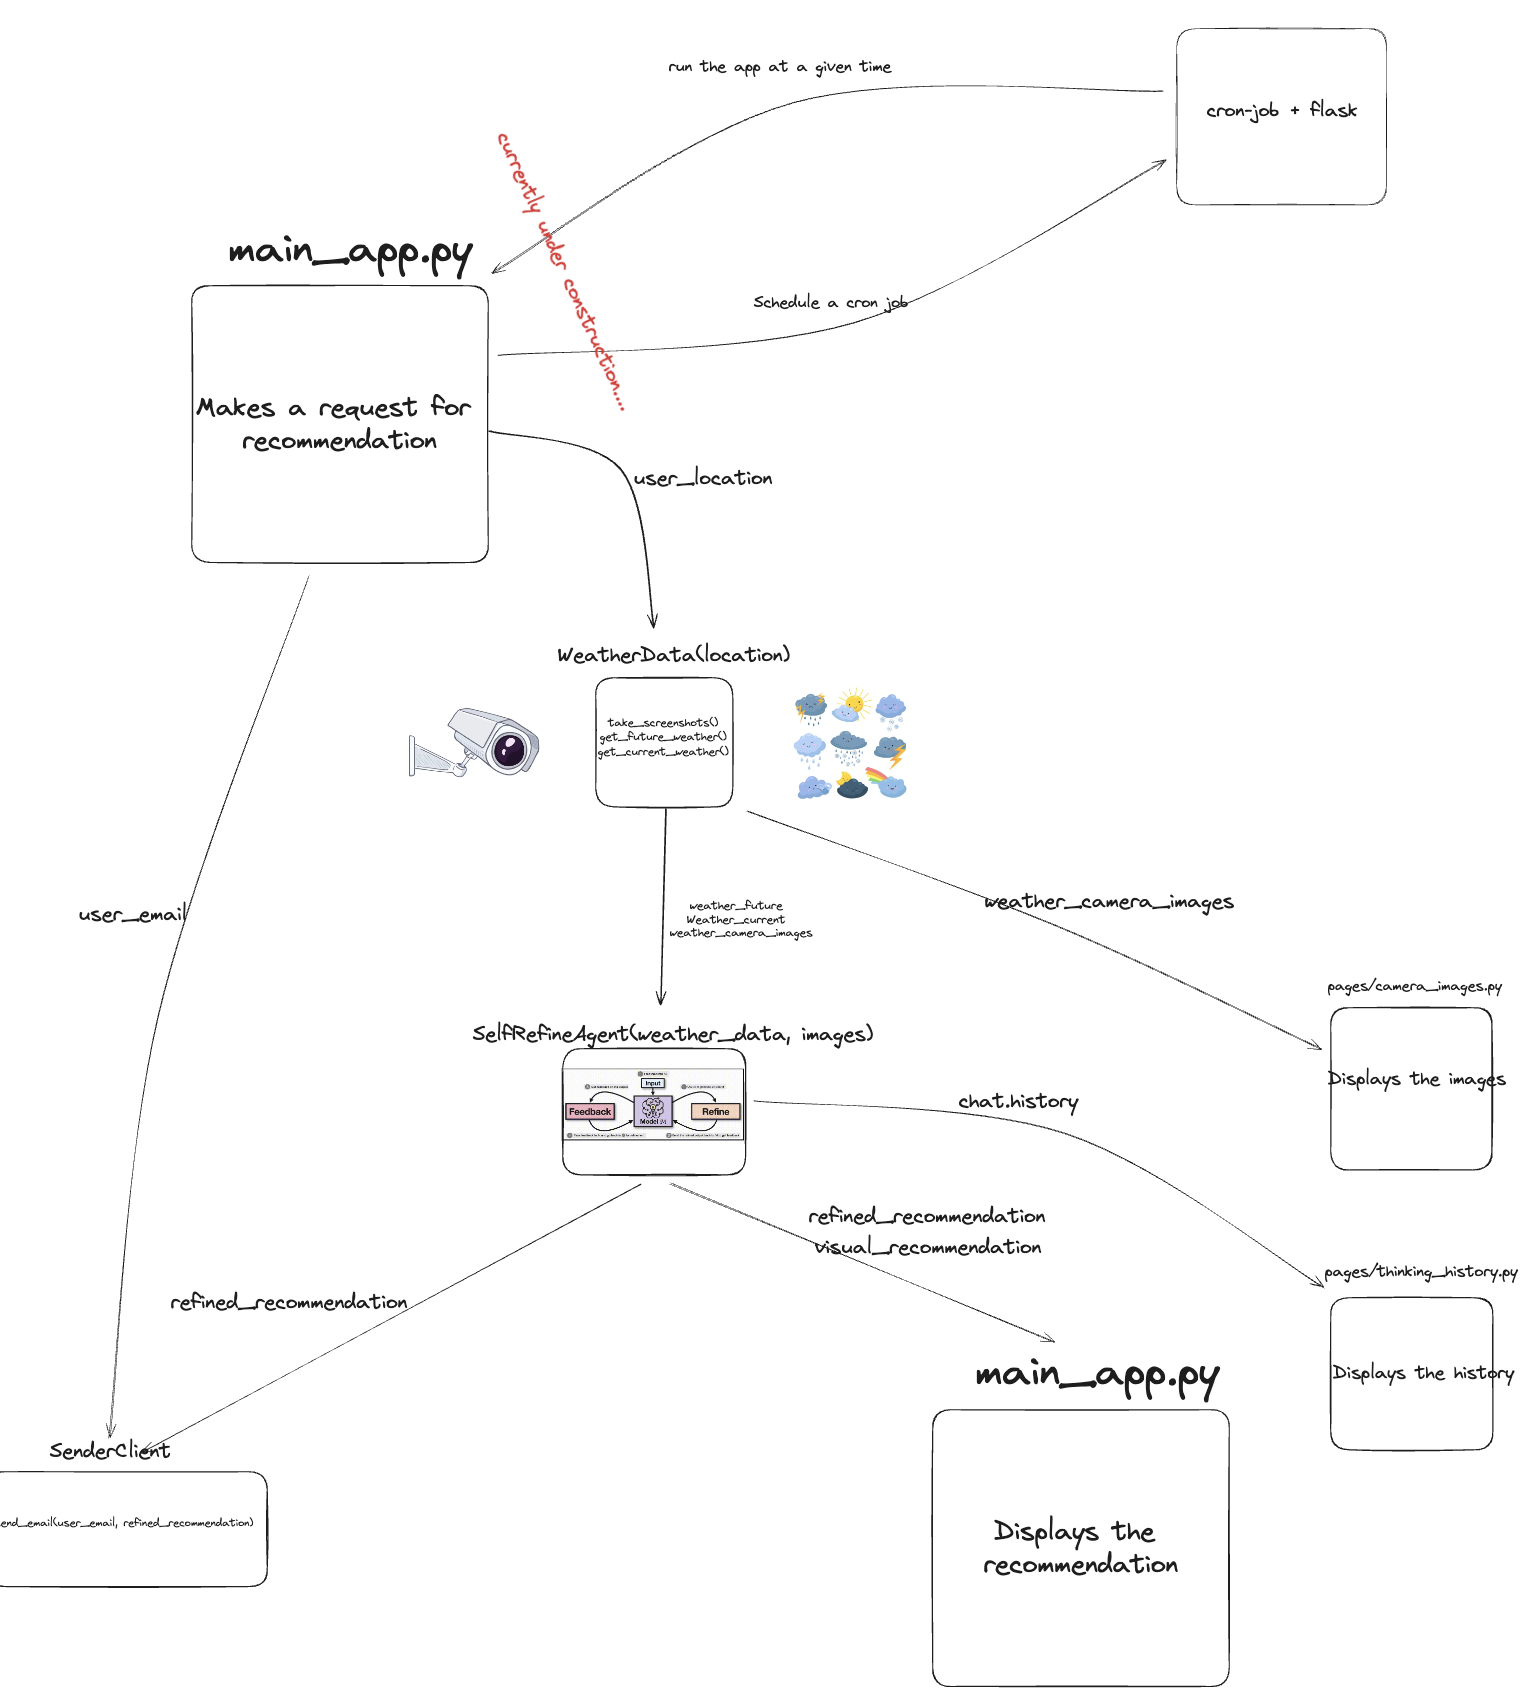 run the app at a given time
cron-job + flask
currently under construction....
main_app.py
Schedule a cron job
Makes a request for
recommendation
user_location
WeatherData(location)
take_screenshots()
get_future_weather()
get_current_weather()
user_email
weather_future
Weather_current
weather_camera_images
weather_camera_images
pages/camera_images.py
Displays the images
SelfRefineAgent(weather_data, images)
Input
Feedback
Model
Refine
chat.history
refined_recommendation
visual_recommendation
pages/thinking_history.py
Displays the history
refined_recommendation
main_app.py
SenderClient
end_email(user_email, refined_recommendation)
Displays the
recommendation